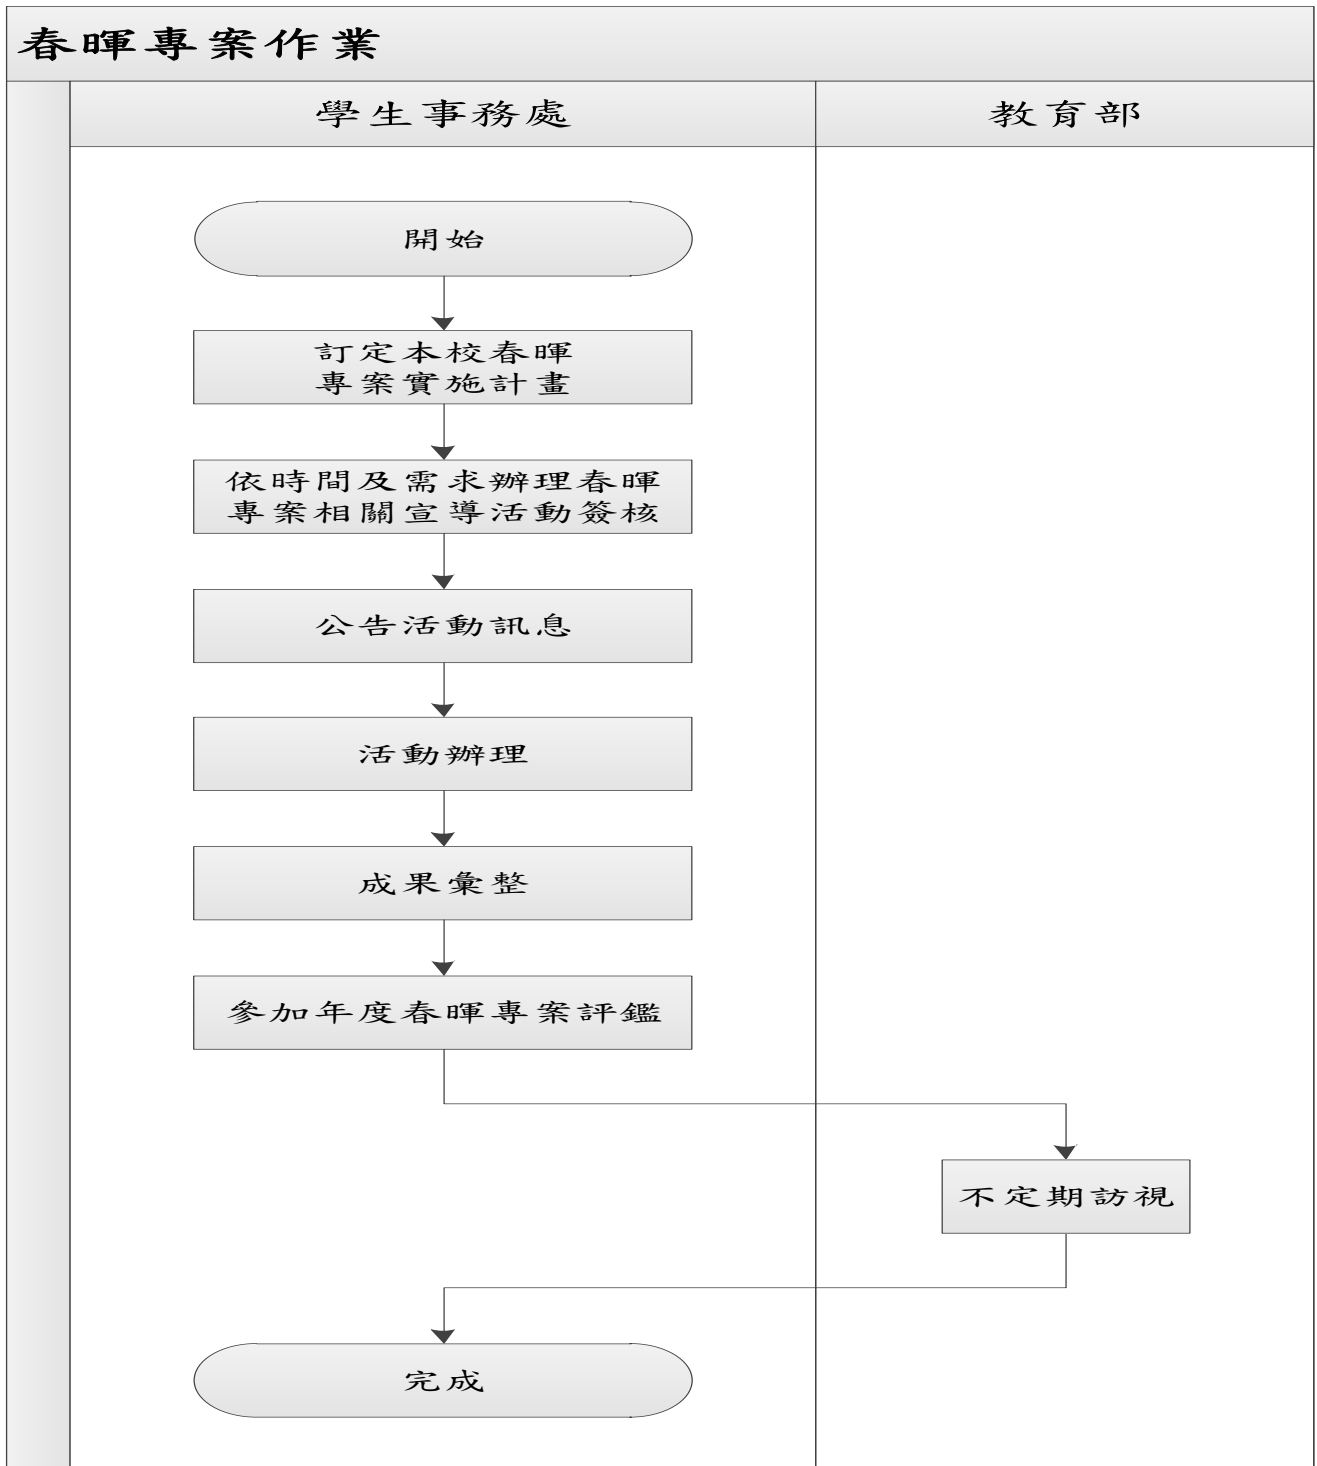 春暉專案作業
學生事務處
教育部
開始
訂定本校春暉
專案實施計畫
依時間及需求辦理春暉
專案相關宣導活動簽核
公告活動訊息
活動辦理
成果彙整
參加年度春暉專案評鑑
不定期訪視
完成